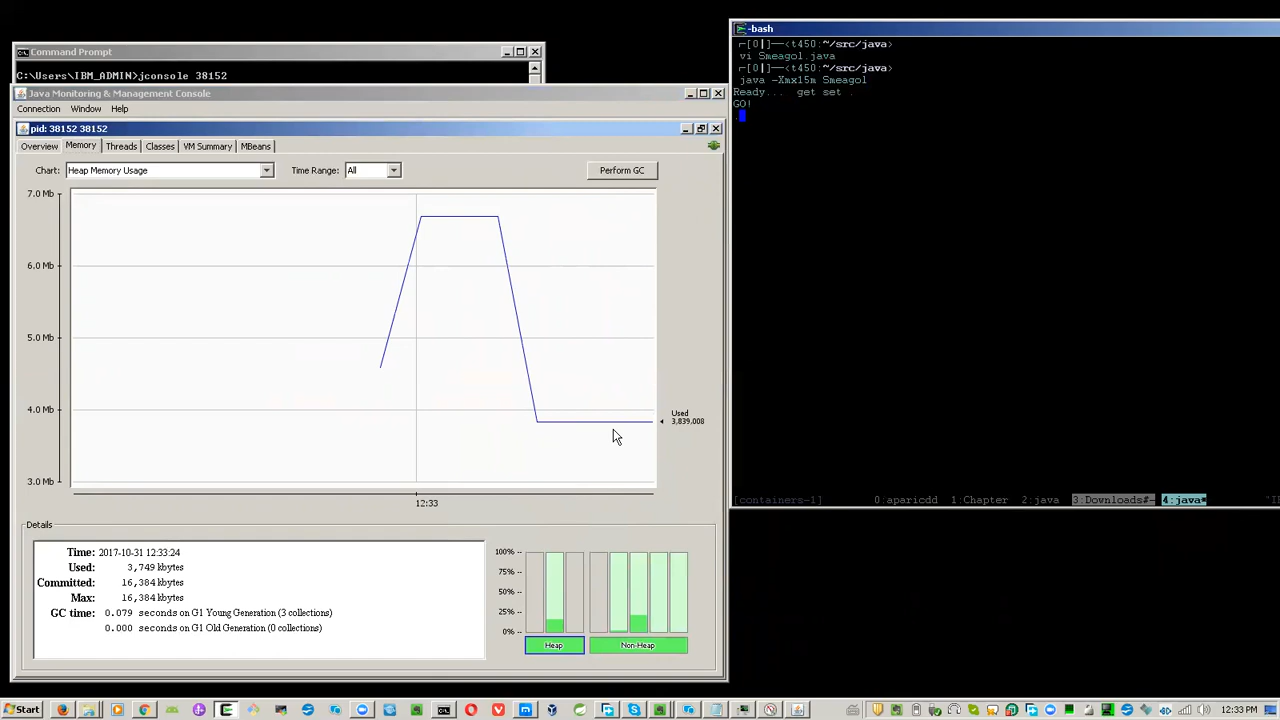 Command Prompt
C:\Users\IBM_ADMIN>jconsole 38152
Java Monitoring & Management Console
Connection Window Help
pid: 38152 38152
Overview Memory Threads Classes VM Summary MBeans
Chart: Heap Memory Usage Time Range: All Perform GC
7.0 Mb
6.0 Mb
5.0 Mb
4.0 Mb
3.0 Mb
Used
3,839,008
12:33
Details
Time: 2017-10-31 12:33:24
Used: 3,749 kbytes
Committed: 16,384 kbytes
Max: 16,384 kbytes
GC time: 0.079 seconds on G1 Young Generation (3 collections)
0.000 seconds on G1 Old Generation (0 collections)
100% --
75% --
50% --
25% --
0% --
Heap Non-Heap
-bash
┌─[0]──<t450:~/src/java>
vi Smeagol.java
┌─[0]──<t450:~/src/java>
java -Xmx15m Smeagol
Ready... get set .
GO!
.
[containers-1] 0:aparicdd 1:Chapter 2:java 3:Downloads#- 4:java*
Start
12:33 PM